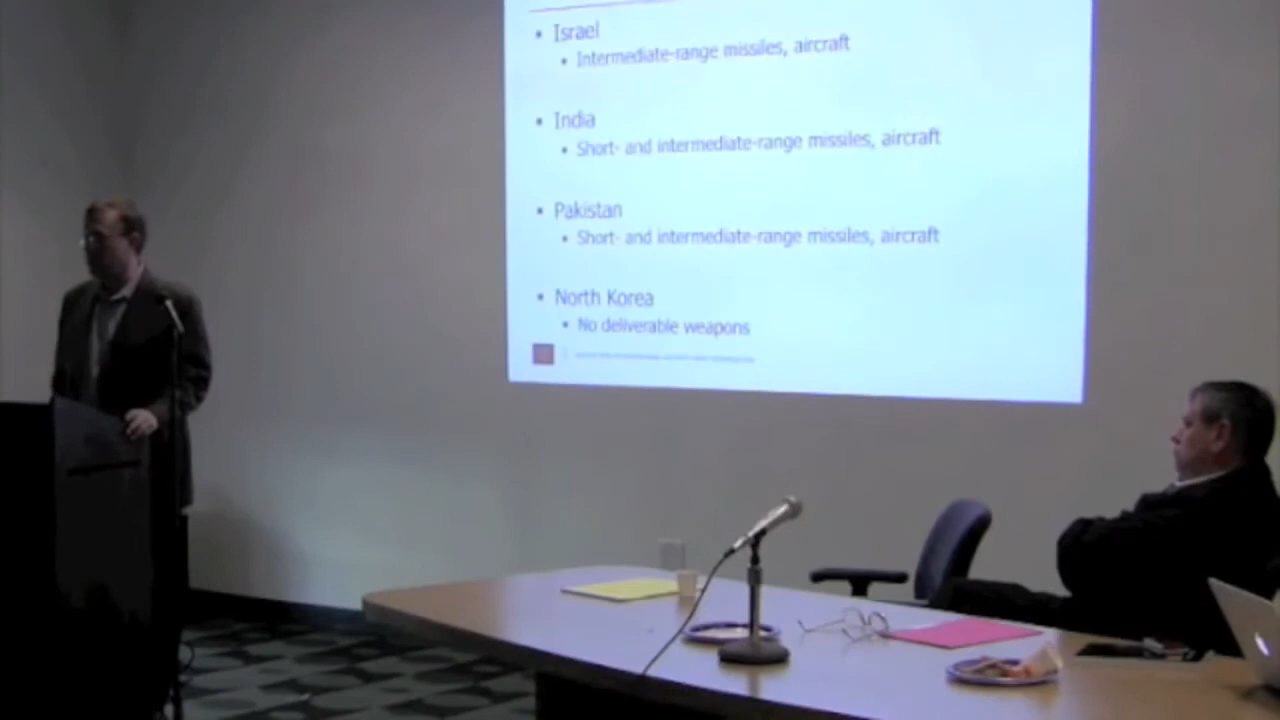 • Israel
• Intermediate-range missiles, aircraft
• India
• Short- and intermediate-range missiles, aircraft
• Pakistan
• Short- and intermediate-range missiles, aircraft
• North Korea
• No deliverable weapons